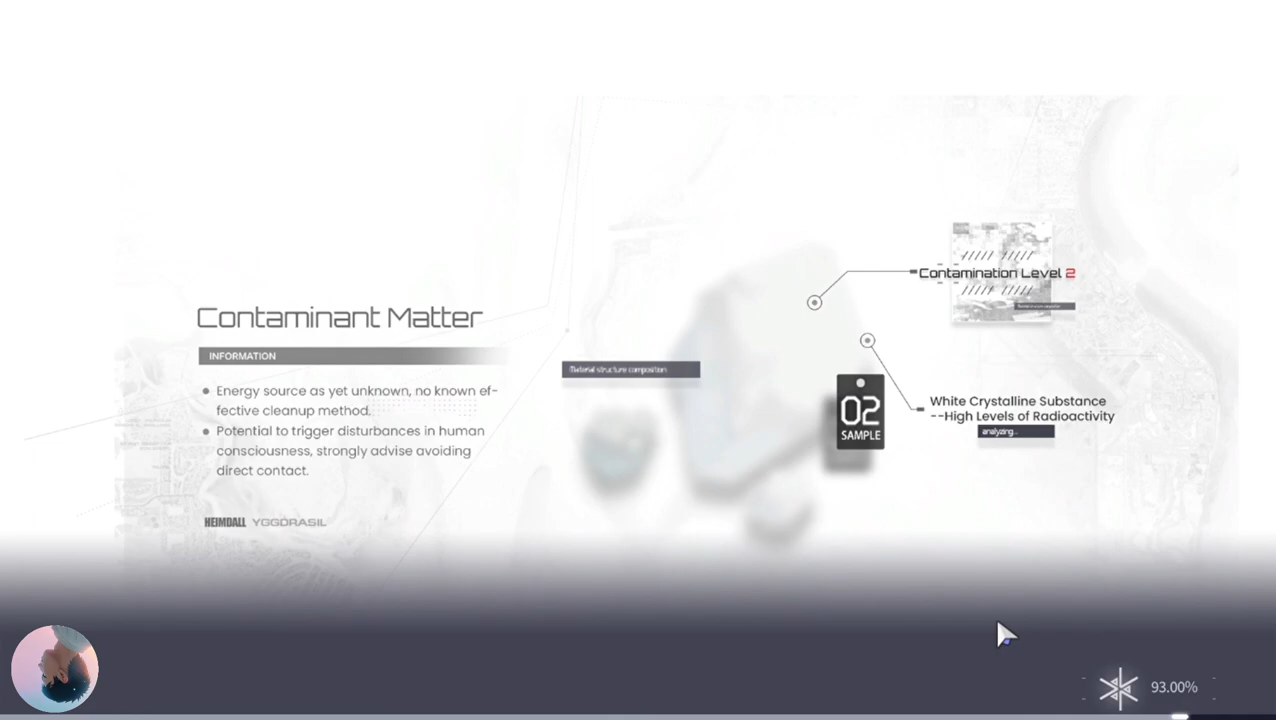 Contaminant Matter
INFORMATION
Energy source as yet unknown, no known ef-
fective cleanup method.
Potential to trigger disturbances in human
consciousness, strongly advise avoiding
direct contact.
HEIMDALL YGGDRASIL
Material structure composition
02
SAMPLE
Contamination Level 2
White Crystalline Substance
--High Levels of Radioactivity
analyzing...
93.00%